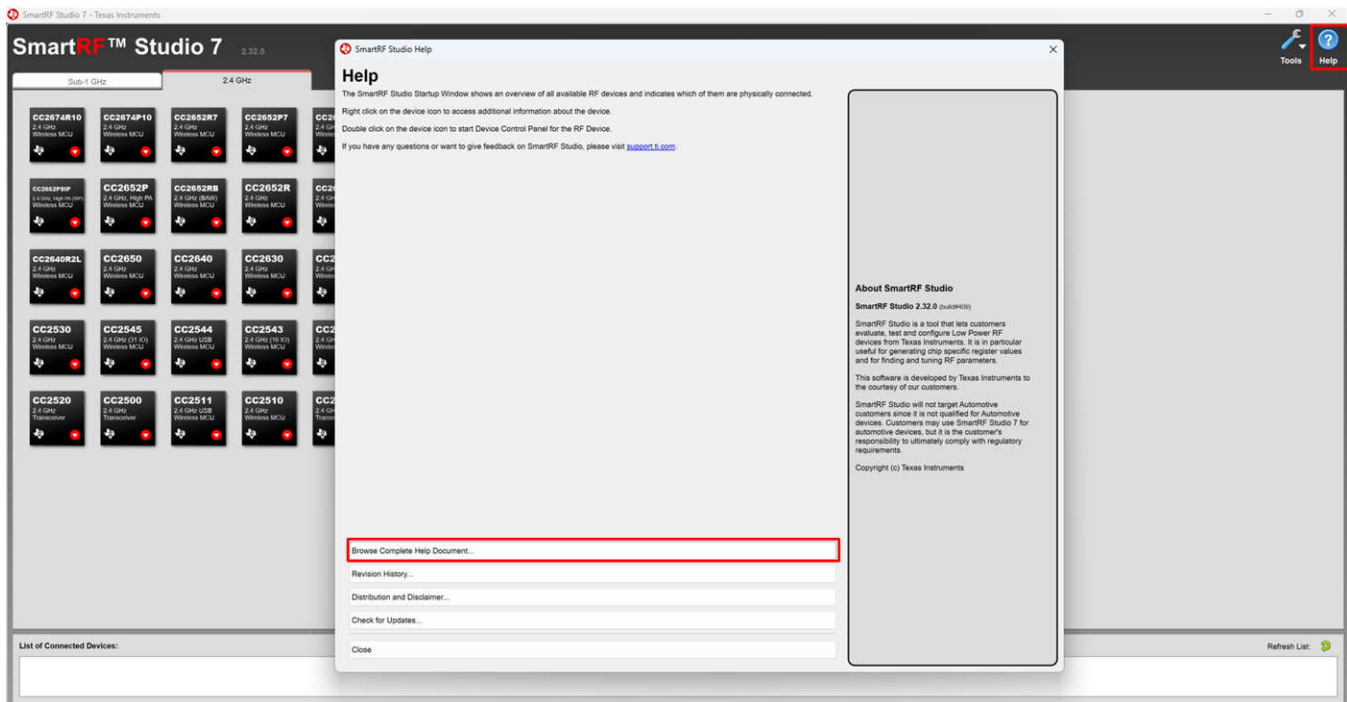 SmartRF Studio 7 - Texas Instruments
SmartRF™ Studio 7 2.32.0
Tools
Help
Sub-1 GHz
2.4 GHz
CC2674R10
2.4 GHz
Wireless MCU
CC2674P10
2.4 GHz
Wireless MCU
CC2652R7
2.4 GHz
Wireless MCU
CC2652P7
2.4 GHz
Wireless MCU
CC2652PSIP
2.4 GHz, High PA (SIP)
Wireless MCU
CC2652P
2.4 GHz, High PA
Wireless MCU
CC2652RB
2.4 GHz (BAW)
Wireless MCU
CC2652R
2.4 GHz
Wireless MCU
CC2640R2L
2.4 GHz
Wireless MCU
CC2650
2.4 GHz
Wireless MCU
CC2640
2.4 GHz
Wireless MCU
CC2630
2.4 GHz
Wireless MCU
CC2530
2.4 GHz
Wireless MCU
CC2545
2.4 GHz (31 IO)
Wireless MCU
CC2544
2.4 GHz USB
Wireless MCU
CC2543
2.4 GHz (16 IO)
Wireless MCU
CC2520
2.4 GHz
Transceiver
CC2500
2.4 GHz
Transceiver
CC2511
2.4 GHz USB
Wireless MCU
CC2510
2.4 GHz
Wireless MCU
SmartRF Studio Help
Help
The SmartRF Studio Startup Window shows an overview of all available RF devices and indicates which of them are physically connected.
Right click on the device icon to access additional information about the device.
Double click on the device icon to start Device Control Panel for the RF Device.
If you have any questions or want to give feedback on SmartRF Studio, please visit support.ti.com.
Browse Complete Help Document...
Revision History...
Distribution and Disclaimer...
Check for Updates...
Close
About SmartRF Studio
SmartRF Studio 2.32.0 (build#409)
SmartRF Studio is a tool that lets customers
evaluate, test and configure Low Power RF
devices from Texas Instruments. It is in particular
useful for generating chip specific register values
and for finding and tuning RF parameters.
This software is developed by Texas Instruments to
the courtesy of our customers.
SmartRF Studio will not target Automotive
customers since it is not qualified for Automotive
devices. Customers may use SmartRF Studio 7 for
automotive devices, but it is the customer's
responsibility to ultimately comply with regulatory
requirements.
Copyright (c) Texas Instruments
List of Connected Devices:
Refresh List: